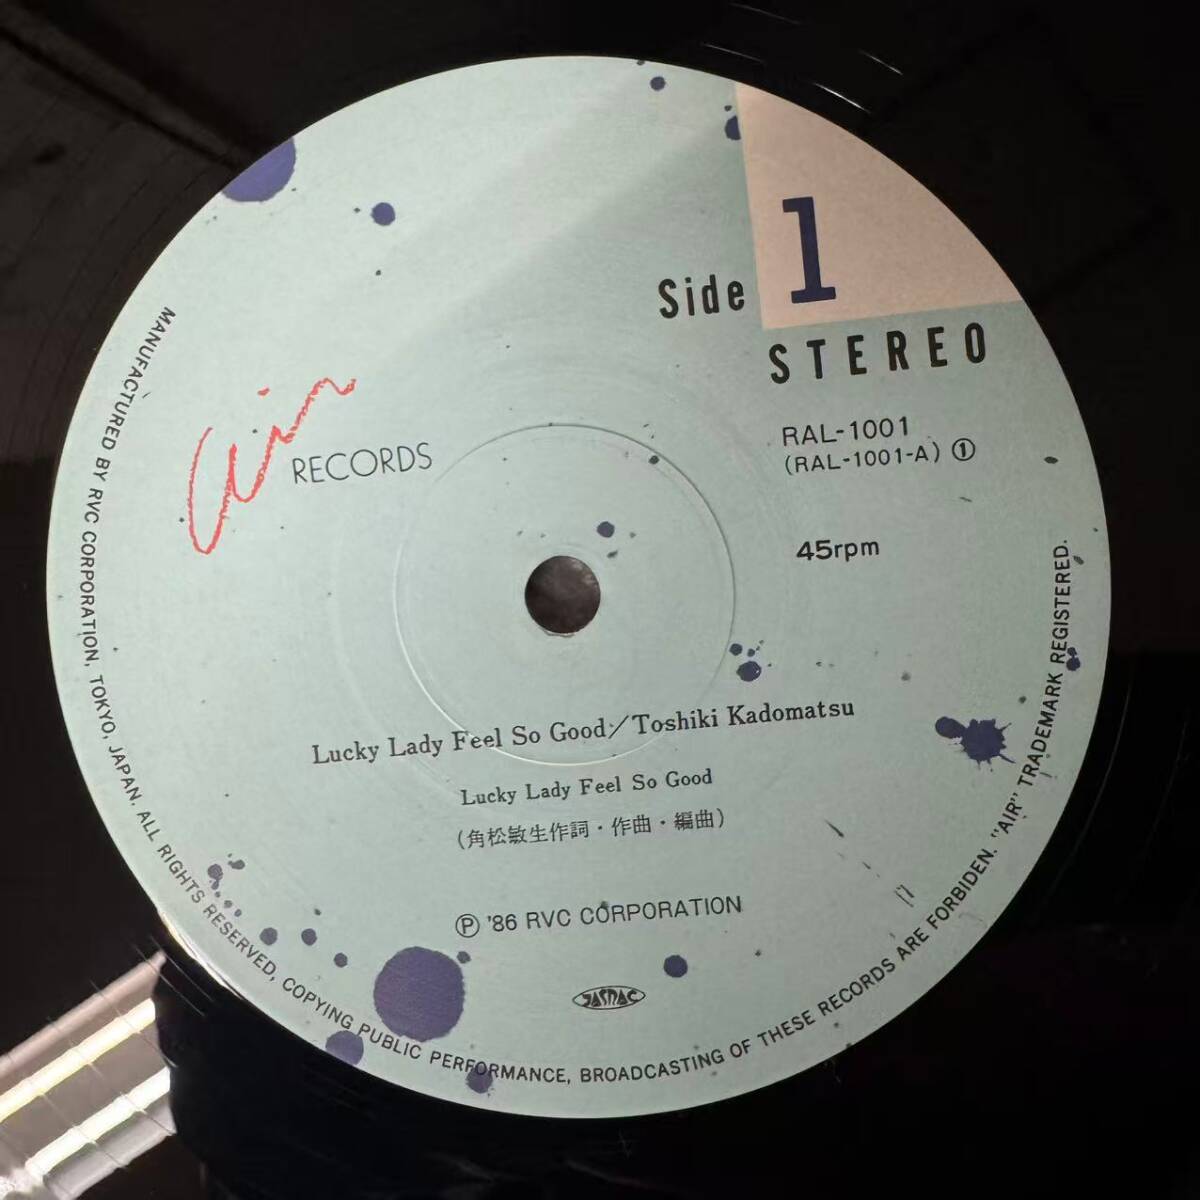 Side 1
STEREO
RAL-1001
(RAL-1001-A) ①
45rpm
air
RECORDS
Lucky Lady Feel So Good/Toshiki Kadomatsu
Lucky Lady Feel So Good
(角松敏生作詞・作曲・編曲)
Ⓟ '86 RVC CORPORATION
JASRAC
MANUFACTURED BY RVC CORPORATION, TOKYO, JAPAN. ALL RIGHTS RESERVED, COPYING PUBLIC PERFORMANCE, BROADCASTING OF THESE RECORDS ARE FORBIDEN. "AIR" TRADEMARK REGISTERED.